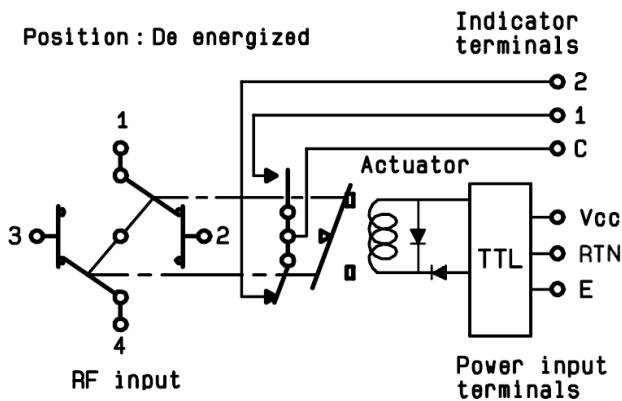 Position : De energized
Indicator
terminals
2
1
C
1
Actuator
3
2
4
RF input
TTL
Vcc
RTN
E
Power input
terminals